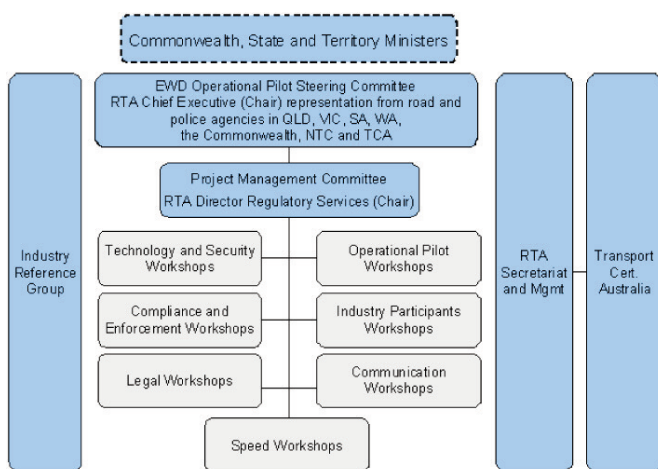 Commonwealth, State and Territory Ministers
EWD Operational Pilot Steering Committee
RTA Chief Executive (Chair) representation from road and
police agencies in QLD, VIC, SA, WA,
the Commonwealth, NTC and TCA
Project Management Committee
RTA Director Regulatory Services (Chair)
Industry
Reference
Group
Technology and Security
Workshops
Operational Pilot
Workshops
Compliance and
Enforcement Workshops
Industry Participants
Workshops
Legal Workshops
Communication
Workshops
Speed Workshops
RTA
Secretariat
and Mgmt
Transport
Cert.
Australia